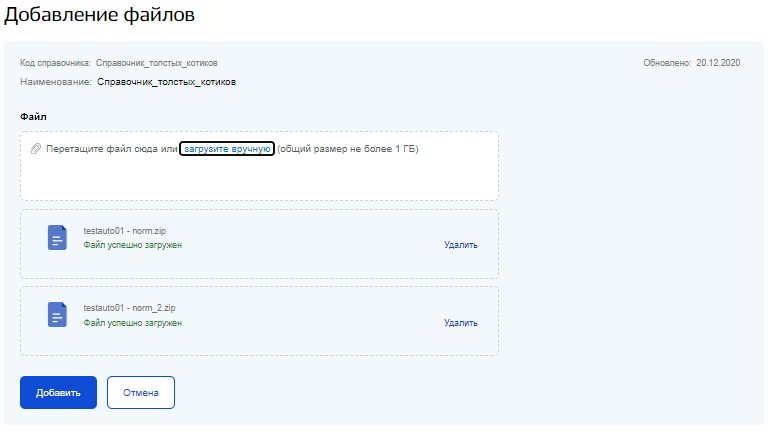 Добавление файлов
Код справочника: Справочник_толстых_котиков Обновлено: 20.12.2020
Наименование: Справочник_толстых_котиков
Файл
Перетащите файл сюда или загрузите вручную (общий размер не более 1 ГБ)
testauto01 - norm.zip
Файл успешно загружен Удалить
testauto01 - norm_2.zip
Файл успешно загружен Удалить
Добавить Отмена